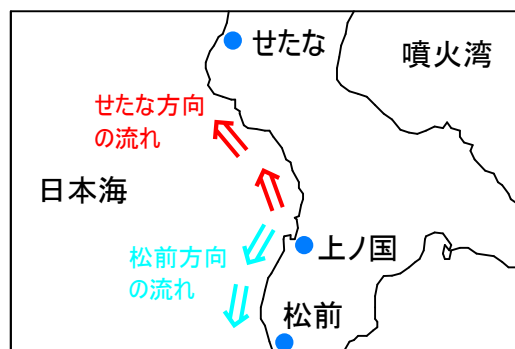 せたな
噴火湾
せたな方向
の流れ
日本海
上ノ国
松前方向
の流れ
松前